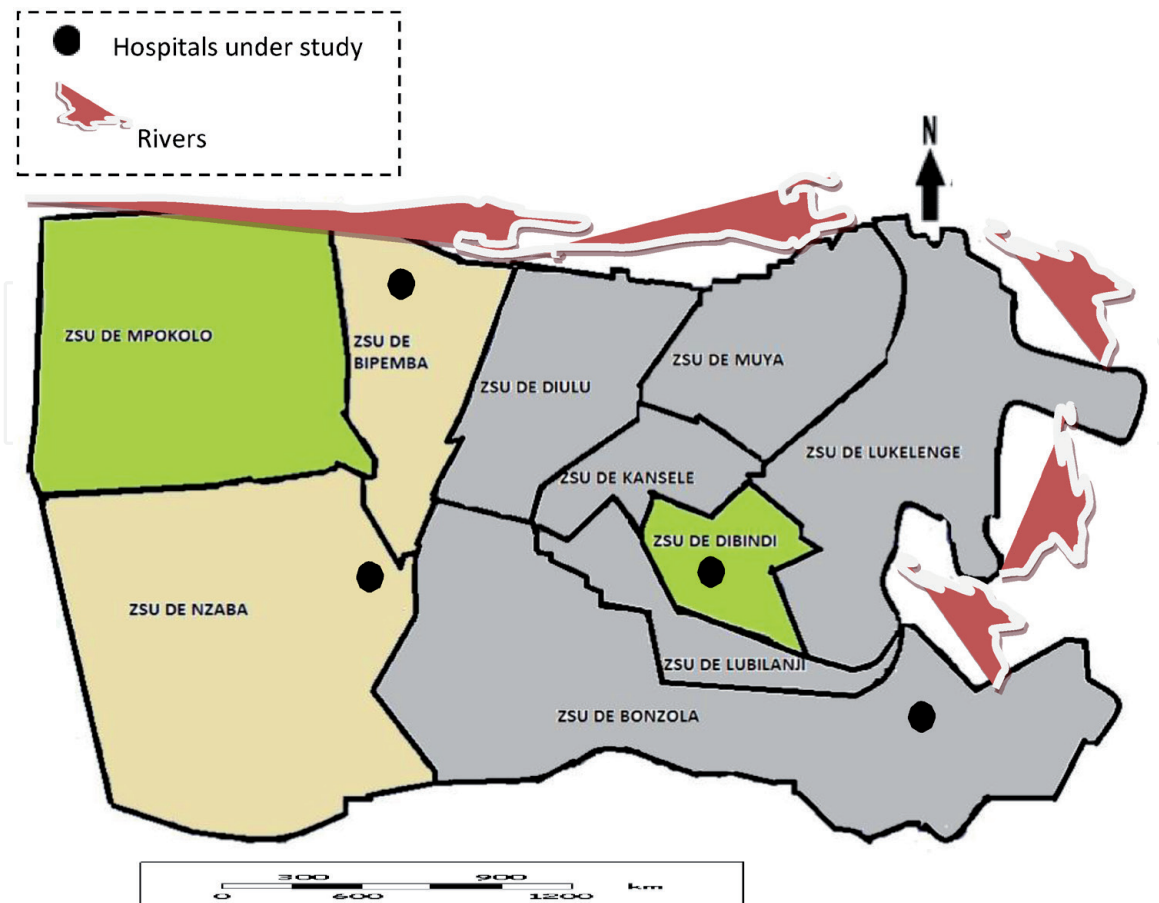 Hospitals under study
Rivers
N
ZSU DE MPOKOLO
ZSU DE
BIPEMBA
ZSU DE DIULU
ZSU DE MUYA
ZSU DE LUKELENGE
ZSU DE KANSELE
ZSU DE DIBINDI
ZSU DE NZABA
ZSU DE LUBILANJI
ZSU DE BONZOLA
300 900
km
0 600 1200